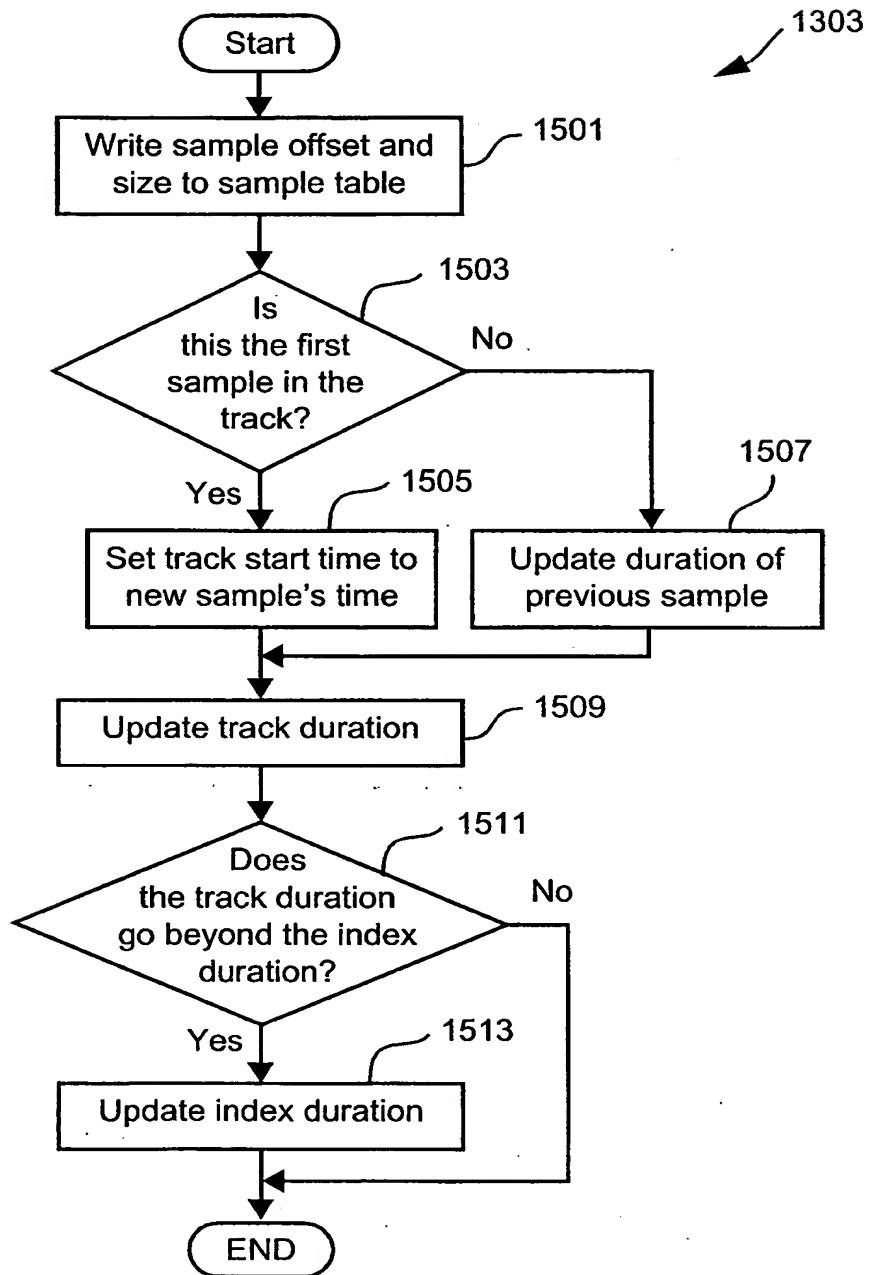 1303
Start
Write sample offset and
size to sample table
1501
Is
this the first
sample in the
track?
1503
No
Yes
1505
1507
Set track start time to
new sample's time
Update duration of
previous sample
Update track duration
1509
Does
the track duration
go beyond the index
duration?
1511
No
Yes
1513
Update index duration
END